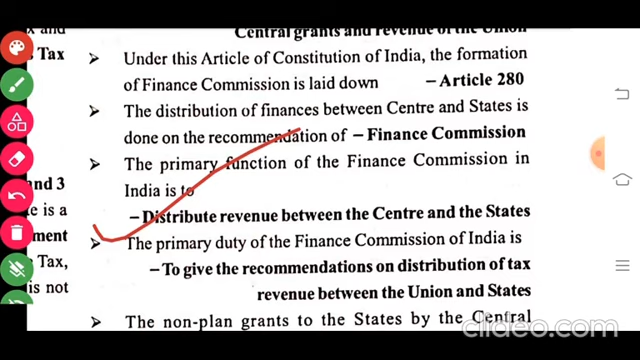 x and
s Tax
and 3
te is a
ment
s Tax,
is not
Central grants and revenue of the Union
➤ Under this Article of Constitution of India, the formation
of Finance Commission is laid down –Article 280
➤ The distribution of finances between Centre and States is
done on the recommendation of – Finance Commission
➤ The primary function of the Finance Commission in
India is to
–Distribute revenue between the Centre and the States
➤ The primary duty of the Finance Commission of India is
–To give the recommendations on distribution of tax
revenue between the Union and States
➤ The non-plan grants to the States by the Central
clideo.com